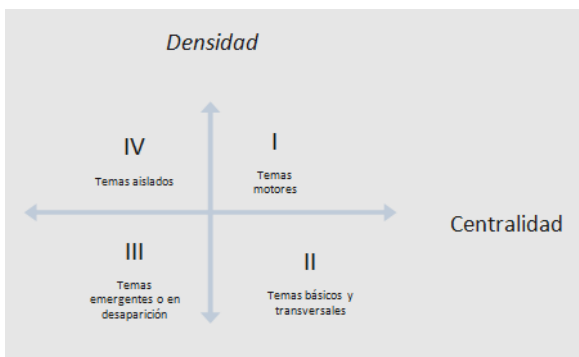 Densidad
IV
Temas aislados
I
Temas
motores
Centralidad
III
Temas
emergentes o en
desaparición
II
Temas básicos y
transversales